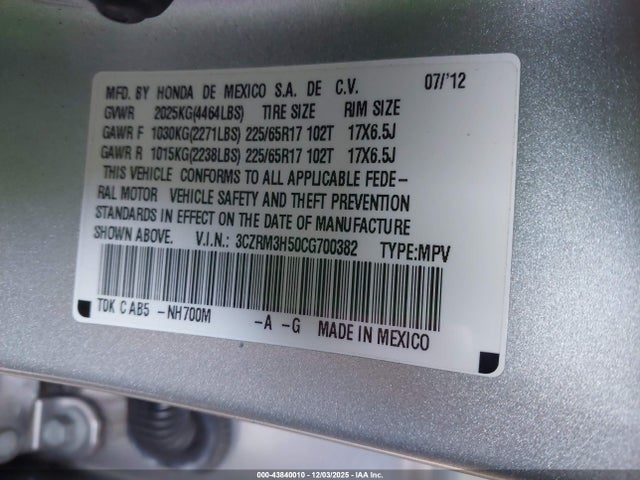 MFD. BY HONDA DE MEXICO S.A. DE C.V. 07/'12
GVWR 2025KG(4464LBS) TIRE SIZE RIM SIZE
GAWR F 1030KG(2271LBS) 225/65R17 102T 17X6.5J
GAWR R 1015KG(2238LBS) 225/65R17 102T 17X6.5J
THIS VEHICLE CONFORMS TO ALL APPLICABLE FEDE-
RAL MOTOR VEHICLE SAFETY AND THEFT PREVENTION
STANDARDS IN EFFECT ON THE DATE OF MANUFACTURE
SHOWN ABOVE. V.I.N.: 3CZRM3H50CG700382 TYPE:MPV
TDK C AB5 -NH700M -A -G MADE IN MEXICO
000-43840010 - 12/03/2025 - IAA Inc.